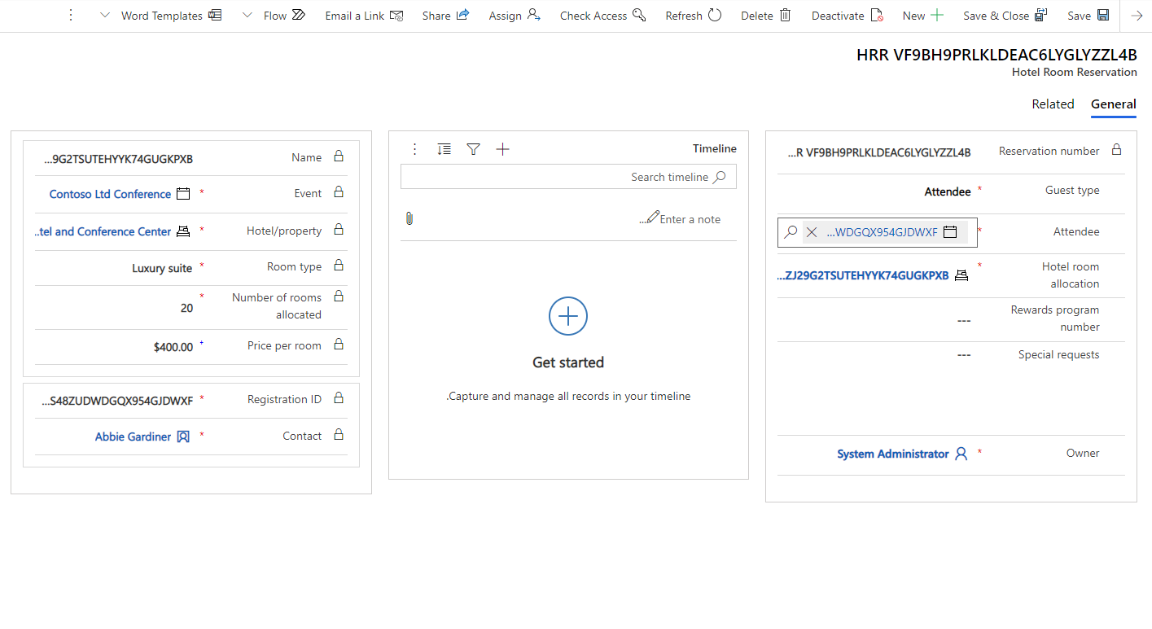 Word Templates Flow Email a Link Share Assign Check Access Refresh Delete Deactivate New Save & Close Save
HRR VF9BH9PRLKLDEAC6LYGLYZZL4B
Hotel Room Reservation
Related General
...9G2TSUTEHYYK74GUGKPXB Name
Contoso Ltd Conference * Event
..tel and Conference Center * Hotel/property
Luxury suite * Room type
20 * Number of rooms allocated
$400.00 + Price per room
...S48ZUDWDGQX954GJDWXF * Registration ID
Abbie Gardiner * Contact
Timeline
Search timeline
...Enter a note
Get started
.Capture and manage all records in your timeline
...R VF9BH9PRLKLDEAC6LYGLYZZL4B Reservation number
Attendee * Guest type
...WDGQX954GJDWXF * Attendee
...ZJ29G2TSUTEHYYK74GUGKPXB * Hotel room allocation
--- Rewards program number
--- Special requests
System Administrator * Owner